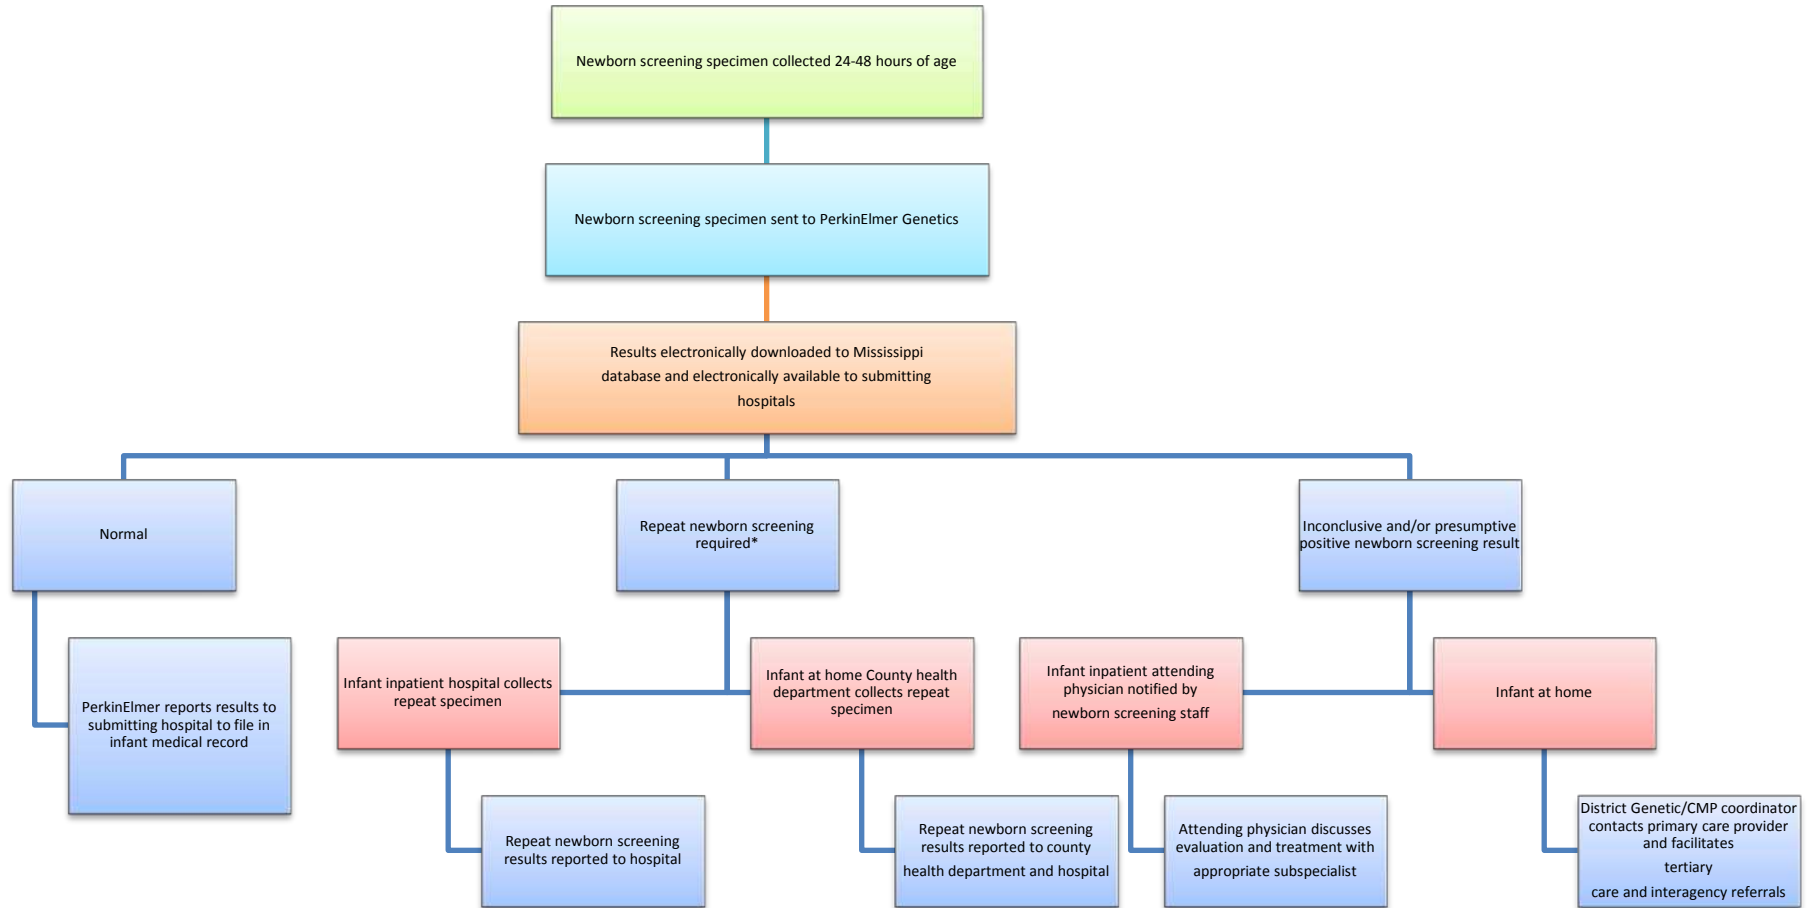 Newborn screening specimen collected 24-48 hours of age
Newborn screening specimen sent to PerkinElmer Genetics
Results electronically downloaded to Mississippi
database and electronically available to submitting
hospitals
Normal
Repeat newborn screening
required*
Inconclusive and/or presumptive
positive newborn screening result
PerkinElmer reports results to
submitting hospital to file in
infant medical record
Infant inpatient hospital collects
repeat specimen
Infant at home County health
department collects repeat
specimen
Infant inpatient attending
physician notified by
newborn screening staff
Infant at home
Repeat newborn screening
results reported to hospital
Repeat newborn screening
results reported to county
health department and hospital
Attending physician discusses
evaluation and treatment with
appropriate subspecialist
District Genetic/CMP coordinator
contacts primary care provider
and facilitates
tertiary
care and interagency referrals